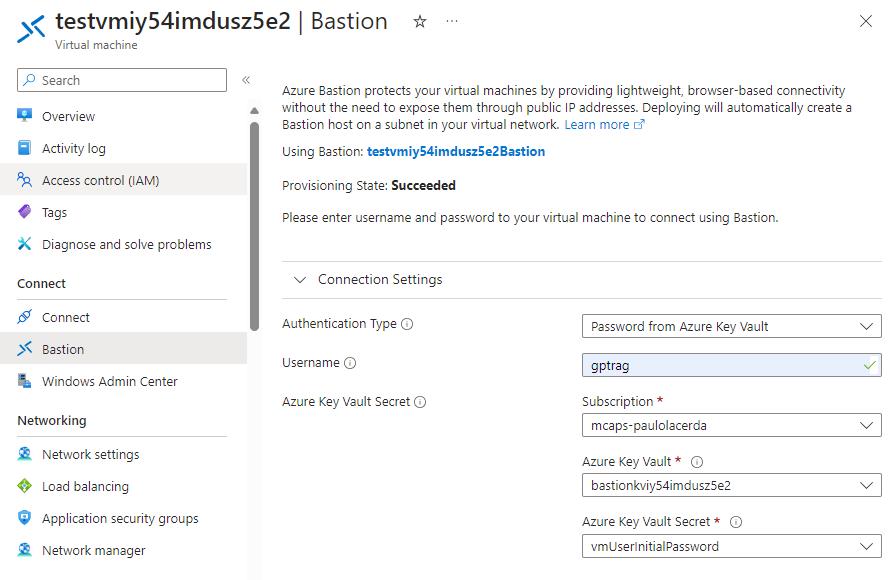 testvmiy54imdusz5e2 | Bastion
Virtual machine
Search
Overview
Activity log
Access control (IAM)
Tags
Diagnose and solve problems
Connect
Connect
Bastion
Windows Admin Center
Networking
Network settings
Load balancing
Application security groups
Network manager
Azure Bastion protects your virtual machines by providing lightweight, browser-based connectivity
without the need to expose them through public IP addresses. Deploying will automatically create a
Bastion host on a subnet in your virtual network. Learn more
Using Bastion: testvmiy54imdusz5e2Bastion
Provisioning State: Succeeded
Please enter username and password to your virtual machine to connect using Bastion.
Connection Settings
Authentication Type
Password from Azure Key Vault
Username
gptrag
Azure Key Vault Secret
Subscription *
mcaps-paulolacerda
Azure Key Vault *
bastionkviy54imdusz5e2
Azure Key Vault Secret *
vmUserInitialPassword